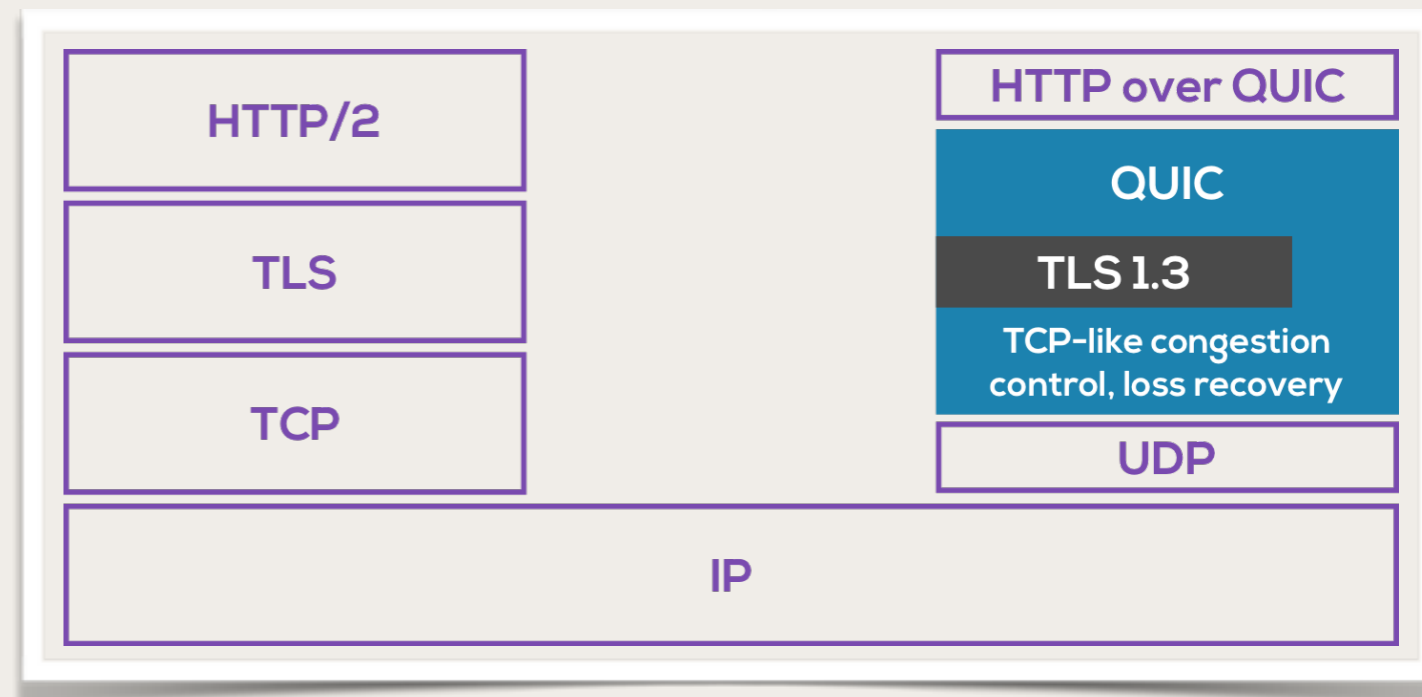 HTTP/2
TLS
TCP
HTTP over QUIC
QUIC
TLS 1.3
TCP-like congestion
control, loss recovery
UDP
IP